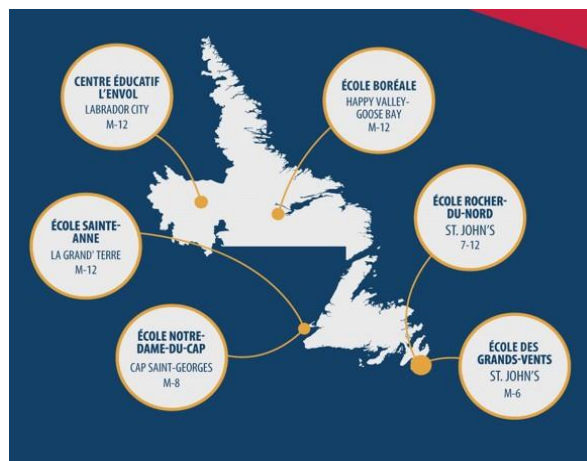 CENTRE ÉDUCATIF
L'ENVOL
LABRADOR CITY
M-12
ÉCOLE BORÉALE
HAPPY VALLEY-
GOOSE BAY
M-12
ÉCOLE SAINTE-
ANNE
LA GRAND' TERRE
M-12
ÉCOLE ROCHER-
DU-NORD
ST. JOHN'S
7-12
ÉCOLE NOTRE-
DAME-DU-CAP
CAP SAINT-GEORGES
M-8
ÉCOLE DES
GRANDS-VENTS
ST. JOHN'S
M-6